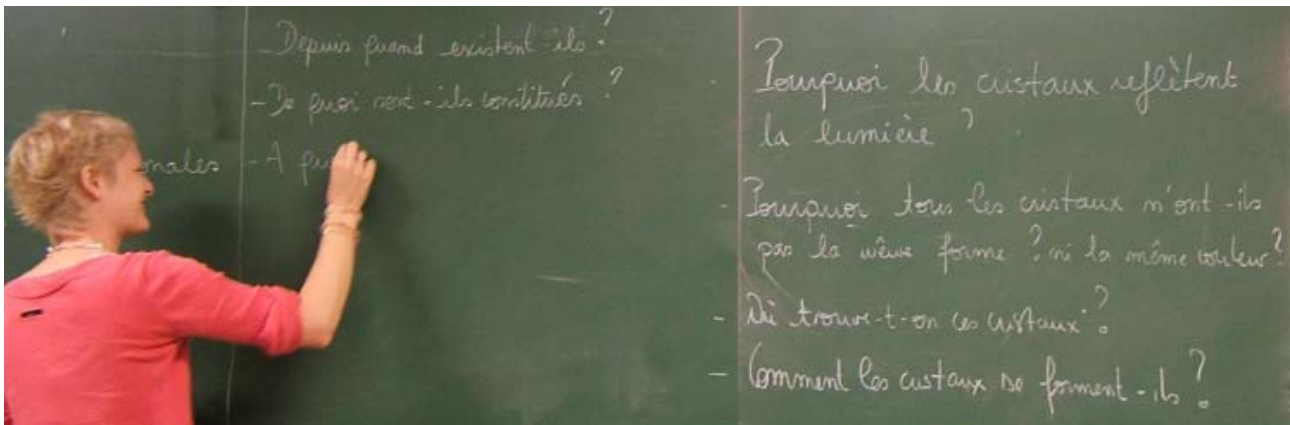 - Depuis quand existent-ils ?
- De quoi sont-ils constitués ?
- A
Pourquoi les cristaux reflètent
la lumière ?
- Pourquoi tous les cristaux n'ont-ils
pas la même forme ? ni la même couleur ?
- Où trouve-t-on ces cristaux ?
- Comment les cristaux se forment-ils ?